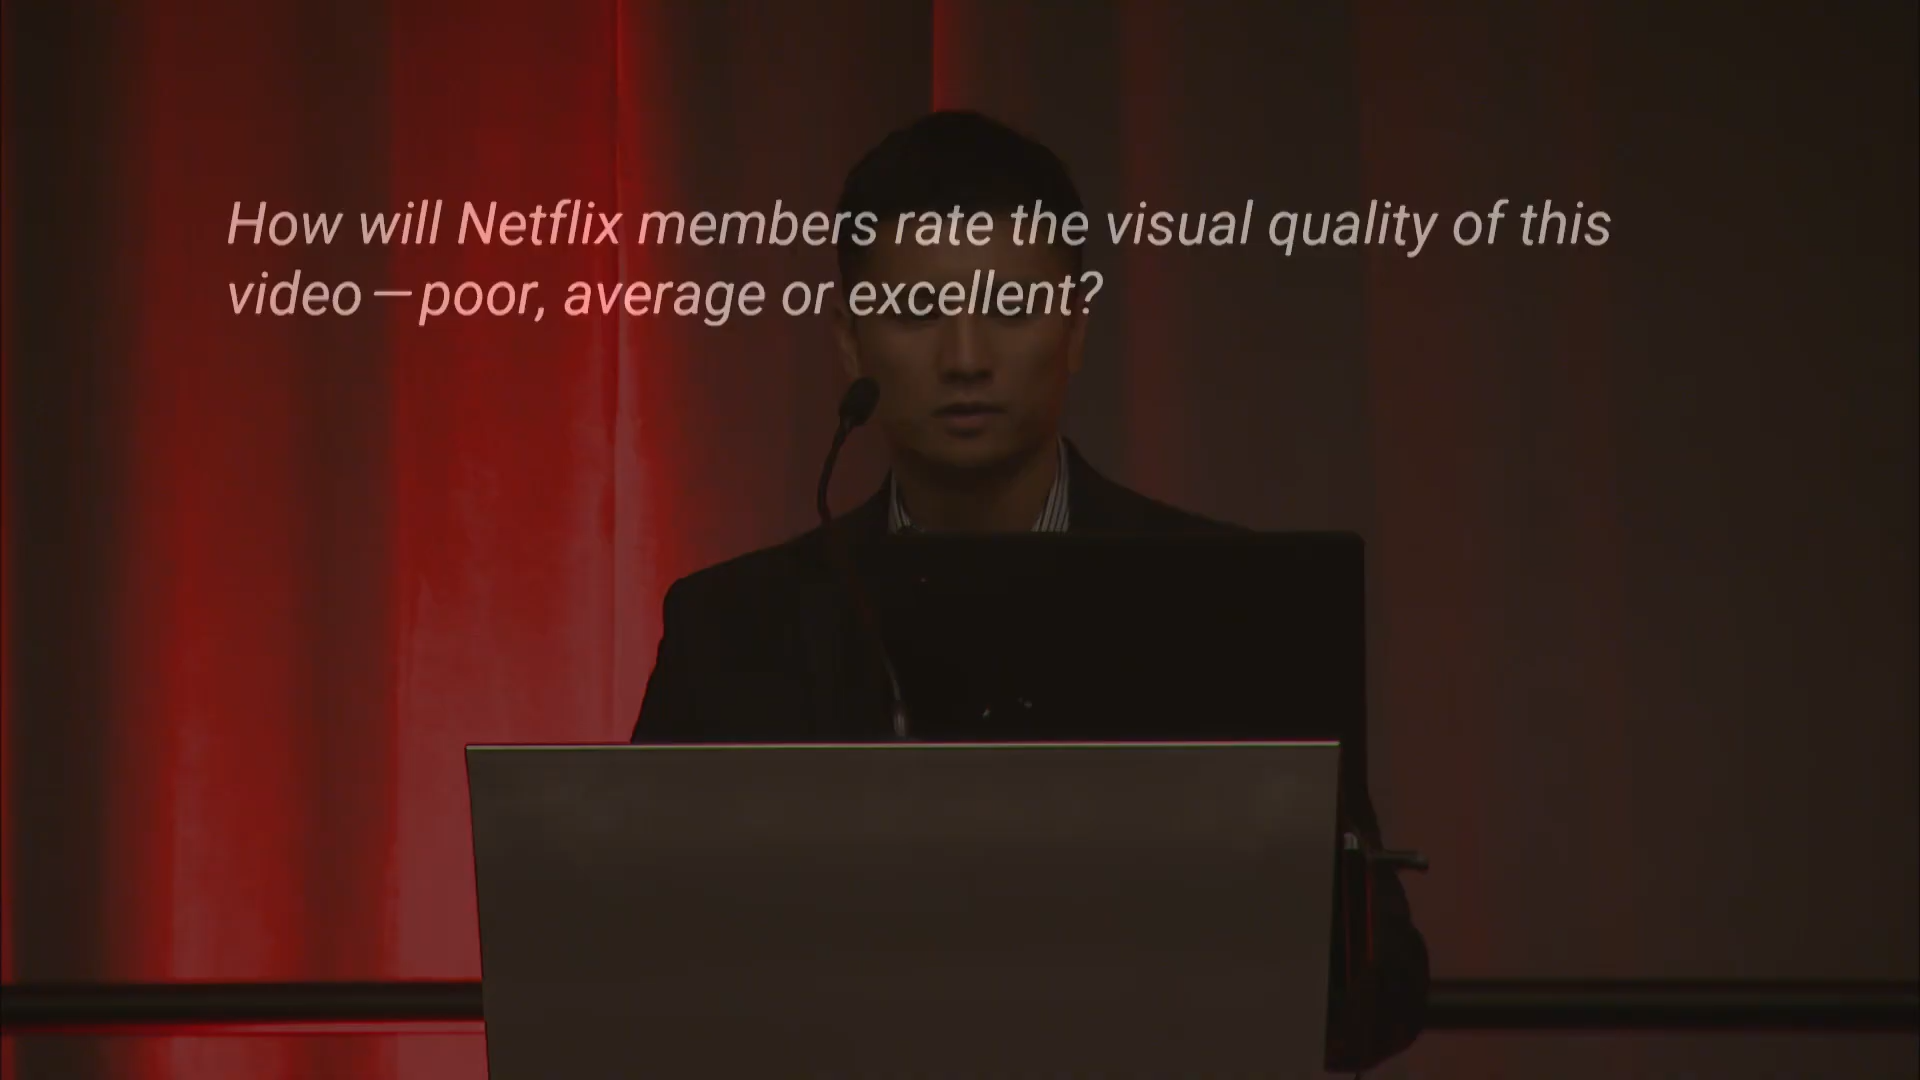 How will Netflix members rate the visual quality of this
video—poor, average or excellent?